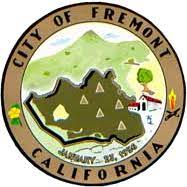 CITY OF FREMONT
JANUARY 23, 1956
CALIFORNIA